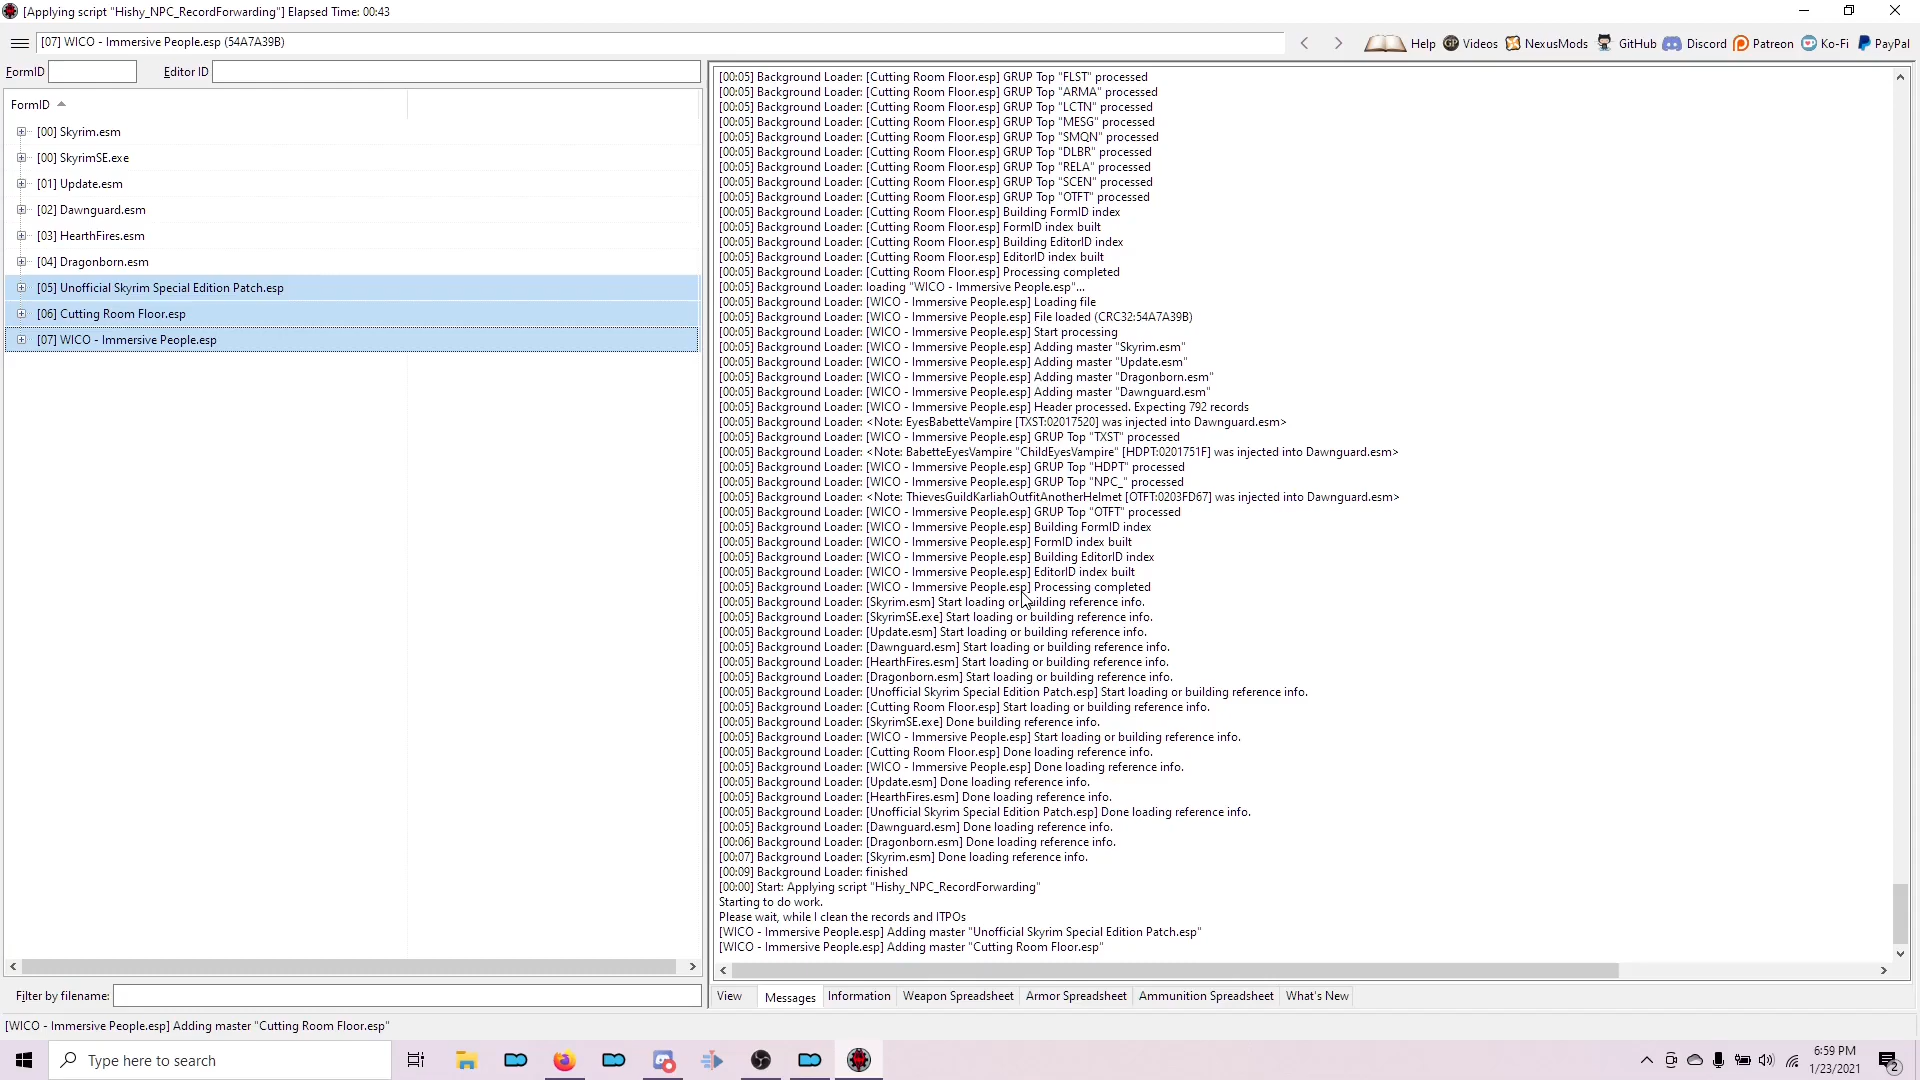 [Applying script "Hishy_NPC_RecordForwarding"] Elapsed Time: 00:43
[07] WICO - Immersive People.esp (54A7A39B)
Help
Videos
NexusMods
GitHub
Discord
Patreon
Ko-Fi
PayPal
FormID
Editor ID
FormID
[00] Skyrim.esm
[00] SkyrimSE.exe
[01] Update.esm
[02] Dawnguard.esm
[03] HearthFires.esm
[04] Dragonborn.esm
[05] Unofficial Skyrim Special Edition Patch.esp
[06] Cutting Room Floor.esp
[07] WICO - Immersive People.esp
[00:05] Background Loader: [Cutting Room Floor.esp] GRUP Top "FLST" processed
[00:05] Background Loader: [Cutting Room Floor.esp] GRUP Top "ARMA" processed
[00:05] Background Loader: [Cutting Room Floor.esp] GRUP Top "LCTN" processed
[00:05] Background Loader: [Cutting Room Floor.esp] GRUP Top "MESG" processed
[00:05] Background Loader: [Cutting Room Floor.esp] GRUP Top "SMQN" processed
[00:05] Background Loader: [Cutting Room Floor.esp] GRUP Top "DLBR" processed
[00:05] Background Loader: [Cutting Room Floor.esp] GRUP Top "RELA" processed
[00:05] Background Loader: [Cutting Room Floor.esp] GRUP Top "SCEN" processed
[00:05] Background Loader: [Cutting Room Floor.esp] GRUP Top "OTFT" processed
[00:05] Background Loader: [Cutting Room Floor.esp] Building FormID index
[00:05] Background Loader: [Cutting Room Floor.esp] FormID index built
[00:05] Background Loader: [Cutting Room Floor.esp] Building EditorID index
[00:05] Background Loader: [Cutting Room Floor.esp] EditorID index built
[00:05] Background Loader: [Cutting Room Floor.esp] Processing completed
[00:05] Background Loader: loading "WICO - Immersive People.esp"...
[00:05] Background Loader: [WICO - Immersive People.esp] Loading file
[00:05] Background Loader: [WICO - Immersive People.esp] File loaded (CRC32:54A7A39B)
[00:05] Background Loader: [WICO - Immersive People.esp] Start processing
[00:05] Background Loader: [WICO - Immersive People.esp] Adding master "Skyrim.esm"
[00:05] Background Loader: [WICO - Immersive People.esp] Adding master "Update.esm"
[00:05] Background Loader: [WICO - Immersive People.esp] Adding master "Dragonborn.esm"
[00:05] Background Loader: [WICO - Immersive People.esp] Adding master "Dawnguard.esm"
[00:05] Background Loader: [WICO - Immersive People.esp] Header processed. Expecting 792 records
[00:05] Background Loader: <Note: EyesBabetteVampire [TXST:02017520] was injected into Dawnguard.esm>
[00:05] Background Loader: [WICO - Immersive People.esp] GRUP Top "TXST" processed
[00:05] Background Loader: <Note: BabetteEyesVampire "ChildEyesVampire" [HDPT:0201751F] was injected into Dawnguard.esm>
[00:05] Background Loader: [WICO - Immersive People.esp] GRUP Top "HDPT" processed
[00:05] Background Loader: [WICO - Immersive People.esp] GRUP Top "NPC_" processed
[00:05] Background Loader: <Note: ThievesGuildKarliahOutfitAnotherHelmet [OTFT:0203FD67] was injected into Dawnguard.esm>
[00:05] Background Loader: [WICO - Immersive People.esp] GRUP Top "OTFT" processed
[00:05] Background Loader: [WICO - Immersive People.esp] Building FormID index
[00:05] Background Loader: [WICO - Immersive People.esp] FormID index built
[00:05] Background Loader: [WICO - Immersive People.esp] Building EditorID index
[00:05] Background Loader: [WICO - Immersive People.esp] EditorID index built
[00:05] Background Loader: [WICO - Immersive People.esp] Processing completed
[00:05] Background Loader: [Skyrim.esm] Start loading or building reference info.
[00:05] Background Loader: [SkyrimSE.exe] Start loading or building reference info.
[00:05] Background Loader: [Update.esm] Start loading or building reference info.
[00:05] Background Loader: [Dawnguard.esm] Start loading or building reference info.
[00:05] Background Loader: [HearthFires.esm] Start loading or building reference info.
[00:05] Background Loader: [Dragonborn.esm] Start loading or building reference info.
[00:05] Background Loader: [Unofficial Skyrim Special Edition Patch.esp] Start loading or building reference info.
[00:05] Background Loader: [Cutting Room Floor.esp] Start loading or building reference info.
[00:05] Background Loader: [SkyrimSE.exe] Done building reference info.
[00:05] Background Loader: [WICO - Immersive People.esp] Start loading or building reference info.
[00:05] Background Loader: [Cutting Room Floor.esp] Done loading reference info.
[00:05] Background Loader: [WICO - Immersive People.esp] Done loading reference info.
[00:05] Background Loader: [Update.esm] Done loading reference info.
[00:05] Background Loader: [HearthFires.esm] Done loading reference info.
[00:05] Background Loader: [Unofficial Skyrim Special Edition Patch.esp] Done loading reference info.
[00:05] Background Loader: [Dawnguard.esm] Done loading reference info.
[00:06] Background Loader: [Dragonborn.esm] Done loading reference info.
[00:07] Background Loader: [Skyrim.esm] Done loading reference info.
[00:09] Background Loader: finished
[00:00] Start: Applying script "Hishy_NPC_RecordForwarding"
Starting to do work.
Please wait, while I clean the records and ITPOs
[WICO - Immersive People.esp] Adding master "Unofficial Skyrim Special Edition Patch.esp"
[WICO - Immersive People.esp] Adding master "Cutting Room Floor.esp"
Filter by filename:
View
Messages
Information
Weapon Spreadsheet
Armor Spreadsheet
Ammunition Spreadsheet
What's New
[WICO - Immersive People.esp] Adding master "Cutting Room Floor.esp"
Type here to search
6:59 PM
1/23/2021
2